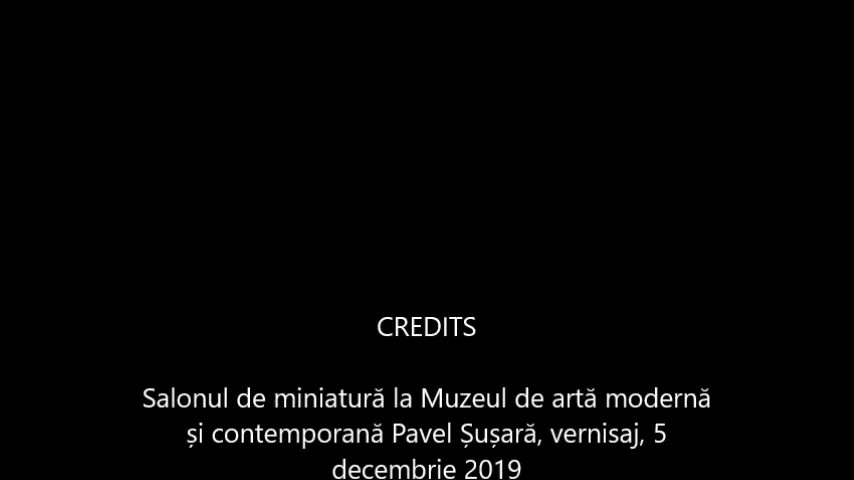 CREDITS
Salonul de miniatură la Muzeul de artă modernă
și contemporană Pavel Șușară, vernisaj, 5
decembrie 2019